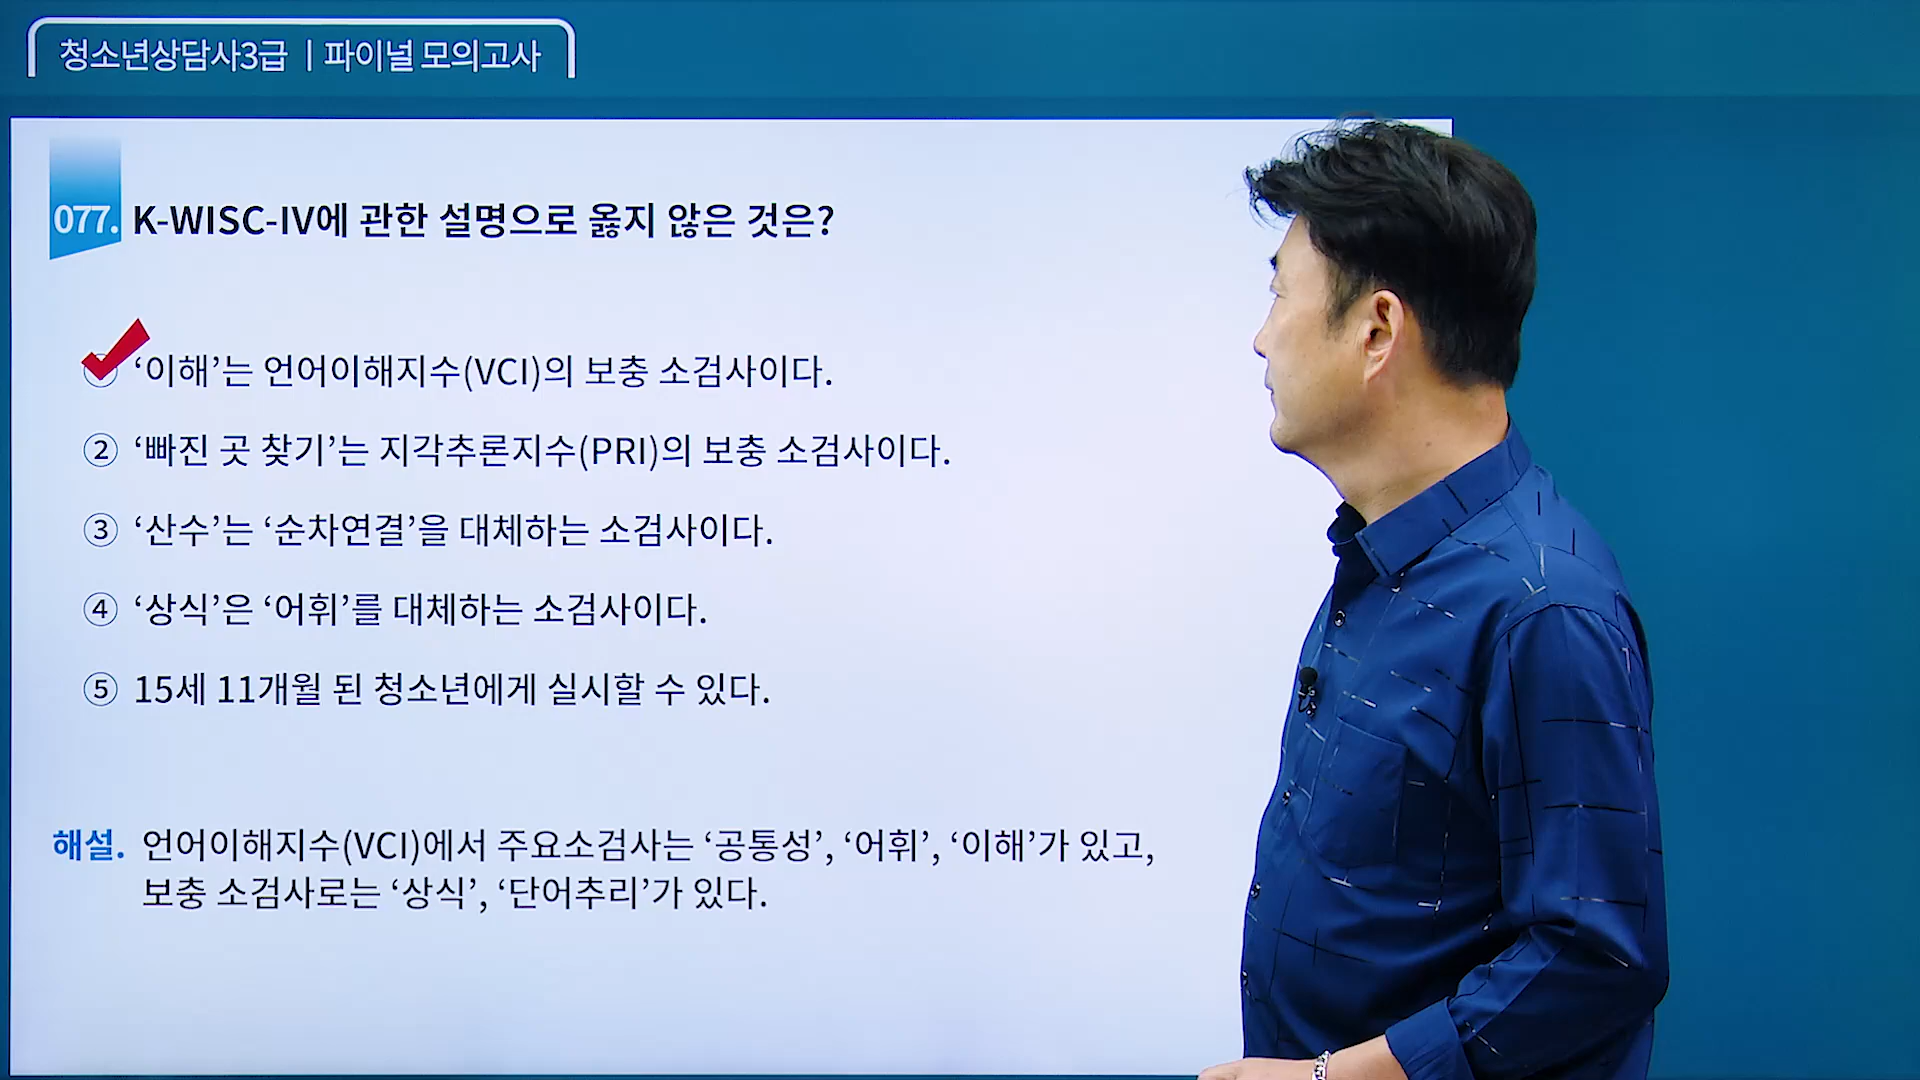 청소년상담사3급 | 파이널 모의고사
077. K-WISC-IV에 관한 설명으로 옳지 않은 것은?
‘이해’는 언어이해지수(VCI)의 보충 소검사이다.
② ‘빠진 곳 찾기’는 지각추론지수(PRI)의 보충 소검사이다.
③ ‘산수’는 ‘순차연결’을 대체하는 소검사이다.
④ ‘상식’은 ‘어휘’를 대체하는 소검사이다.
⑤ 15세 11개월 된 청소년에게 실시할 수 있다.
해설. 언어이해지수(VCI)에서 주요소검사는 ‘공통성’, ‘어휘’, ‘이해’가 있고,
보충 소검사로는 ‘상식’, ‘단어추리’가 있다.